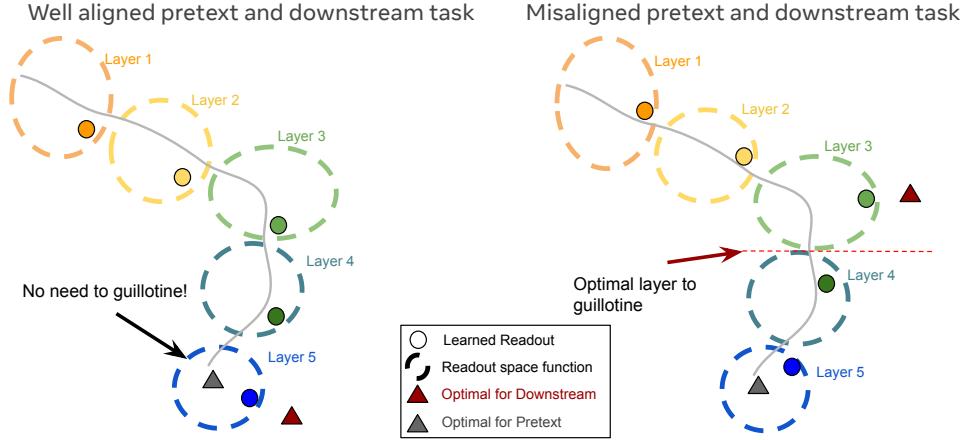 Well aligned pretext and downstream task
Layer 1
Layer 2
Layer 3
Layer 4
No need to guillotine!
Layer 5
Misaligned pretext and downstream task
Layer 1
Layer 2
Layer 3
Optimal layer to
guillotine
Layer 4
Layer 5
Learned Readout
Readout space function
Optimal for Downstream
Optimal for Pretext